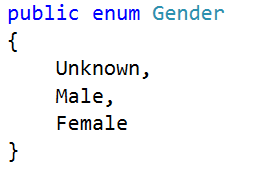 public enum Gender
{
    Unknown,
    Male,
    Female
}